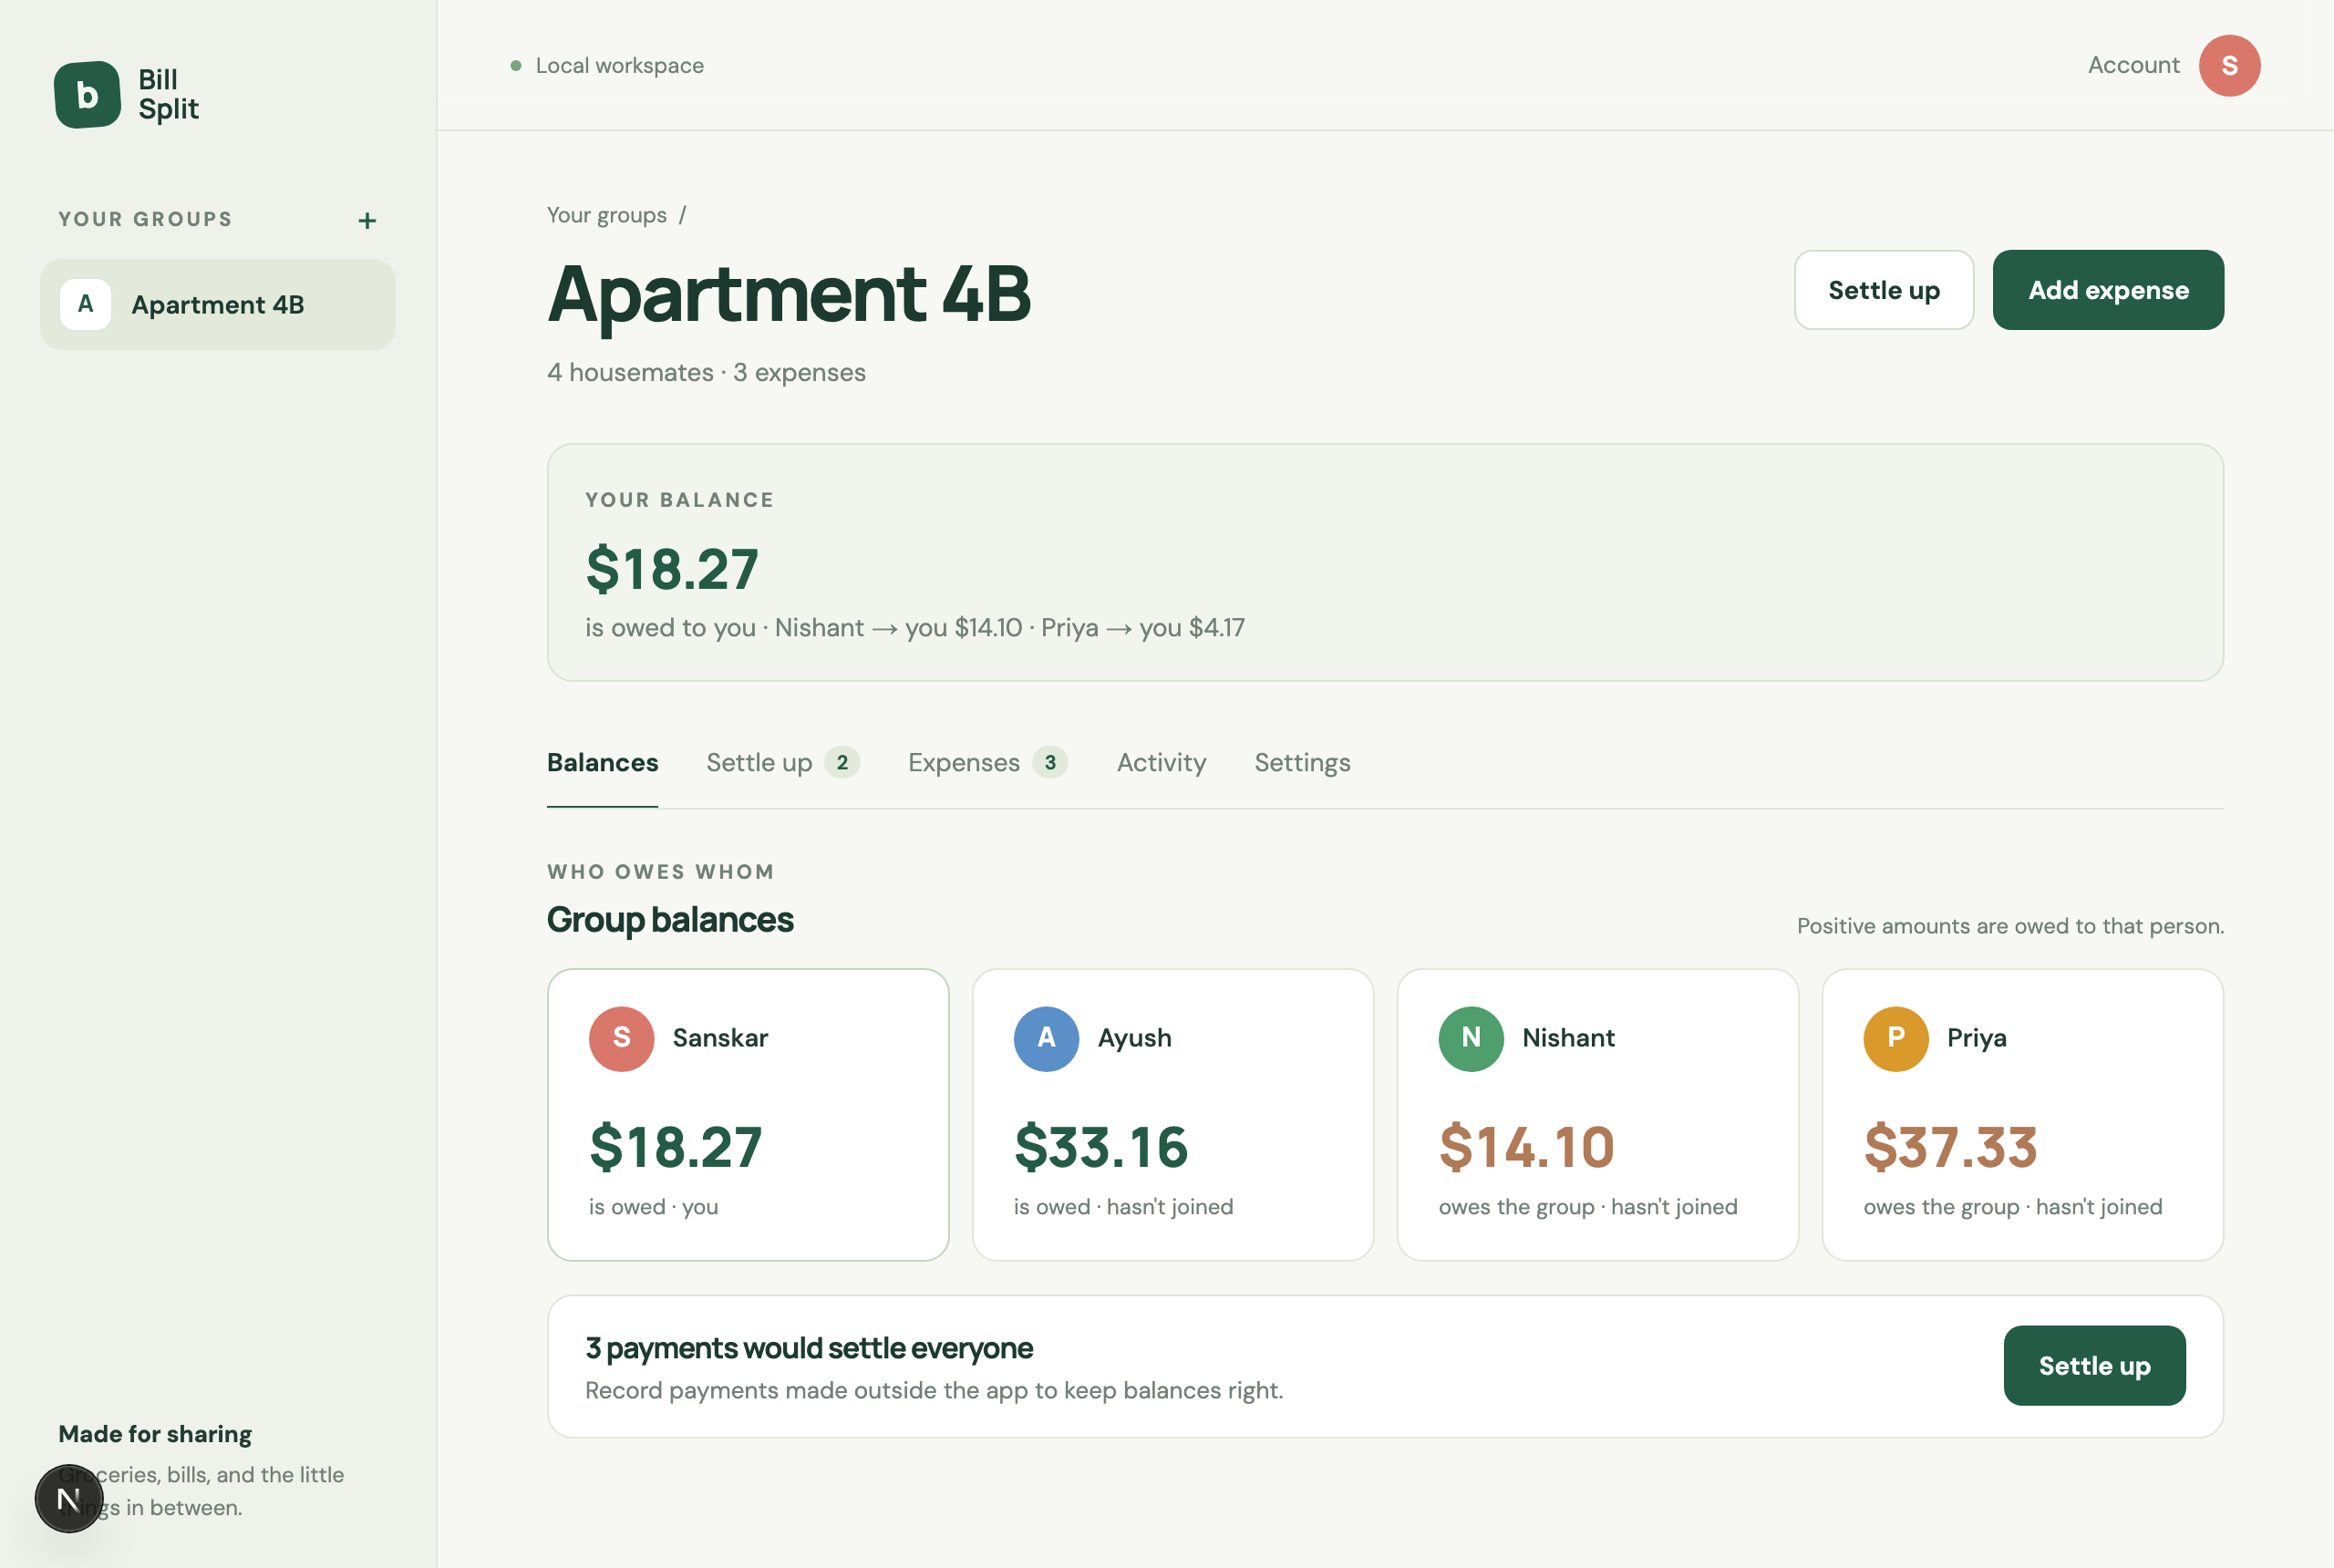 b
Bill
Split
YOUR GROUPS +
A Apartment 4B
Made for sharing
Groceries, bills, and the little
in between.
N
Local workspace
Account S
Your groups /
Apartment 4B
Settle up
Add expense
4 housemates · 3 expenses
YOUR BALANCE
$18.27
is owed to you · Nishant → you $14.10 · Priya → you $4.17
Balances Settle up 2 Expenses 3 Activity Settings
WHO OWES WHOM
Group balances
Positive amounts are owed to that person.
S Sanskar
$18.27
is owed · you
A Ayush
$33.16
is owed · hasn't joined
N Nishant
$14.10
owes the group · hasn't joined
P Priya
$37.33
owes the group · hasn't joined
3 payments would settle everyone
Record payments made outside the app to keep balances right.
Settle up